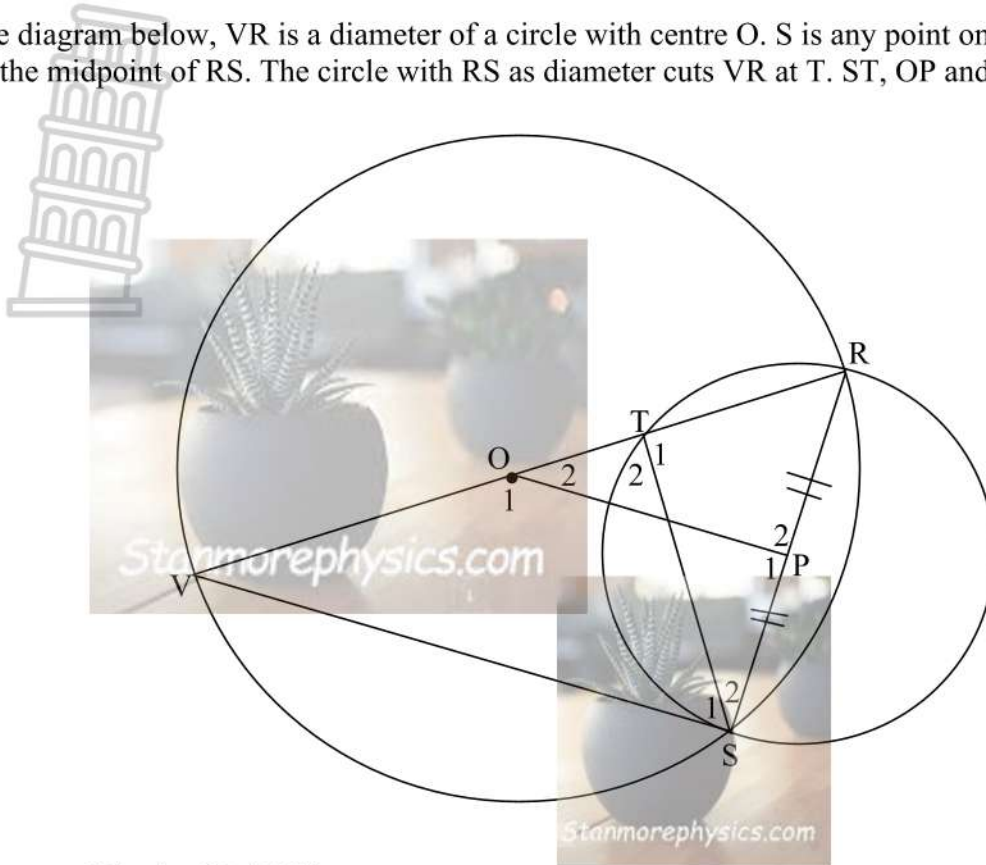 e diagram below, VR is a diameter of a circle with centre O. S is any point on
the midpoint of RS. The circle with RS as diameter cuts VR at T. ST, OP and
R
T
1
2
O
2
1
2
1 P
V
1 2
S
Stanmorephysics.com
Stanmorephysics.com